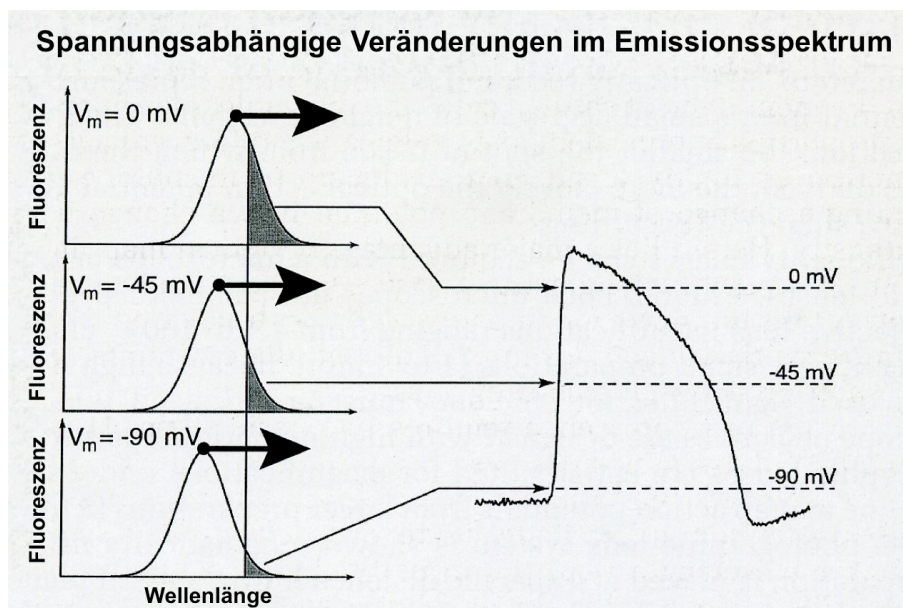 Spannungsabhängige Veränderungen im Emissionsspektrum
Fluoreszenz
Vm= 0 mV
Fluoreszenz
Vm= -45 mV
Fluoreszenz
Vm= -90 mV
Wellenlänge
0 mV
-45 mV
-90 mV